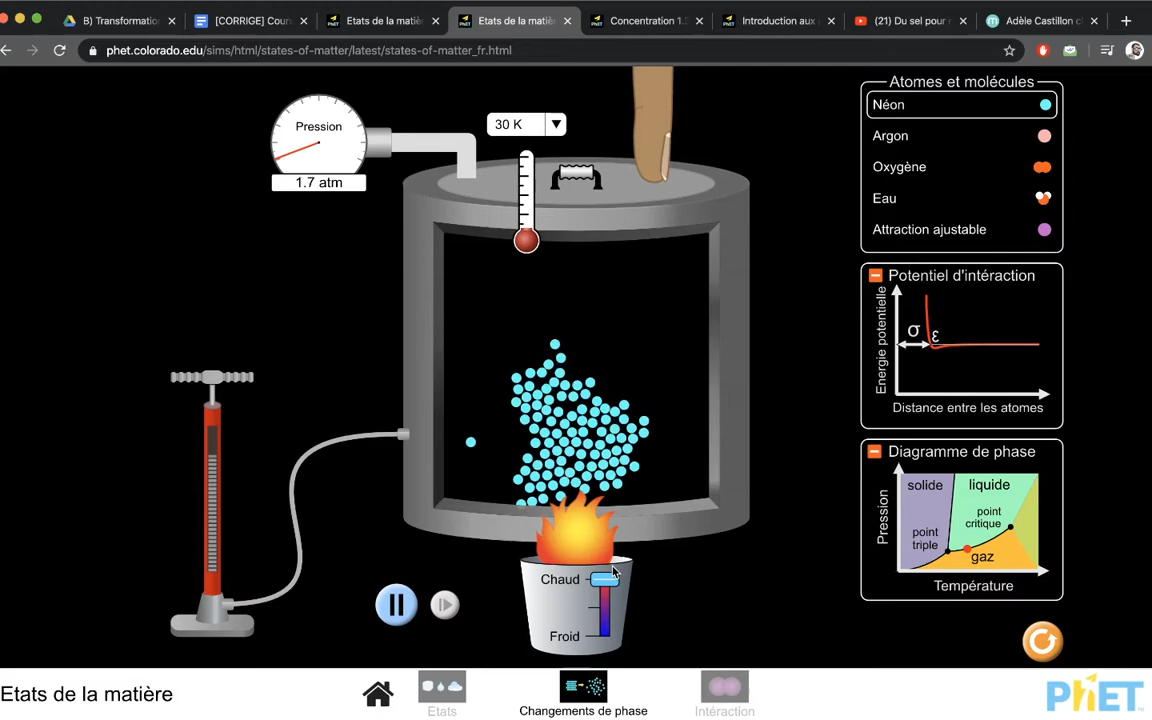 B) Transformatio
[CORRIGE] Cours
Etats de la matiè
Etats de la matiè
Concentration 1.
Introduction aux
(21) Du sel pour
Adèle Castillon c
phet.colorado.edu/sims/html/states-of-matter/latest/states-of-matter_fr.html
Pression
1.7 atm
30 K
Atomes et molécules
Néon
Argon
Oxygène
Eau
Attraction ajustable
Potentiel d'intéraction
Energie potentielle
σ
ε
Distance entre les atomes
Diagramme de phase
Pression
solide
liquide
point
critique
point
triple
gaz
Température
Chaud
Froid
Etats de la matière
Etats
Changements de phase
Intéraction
PhET